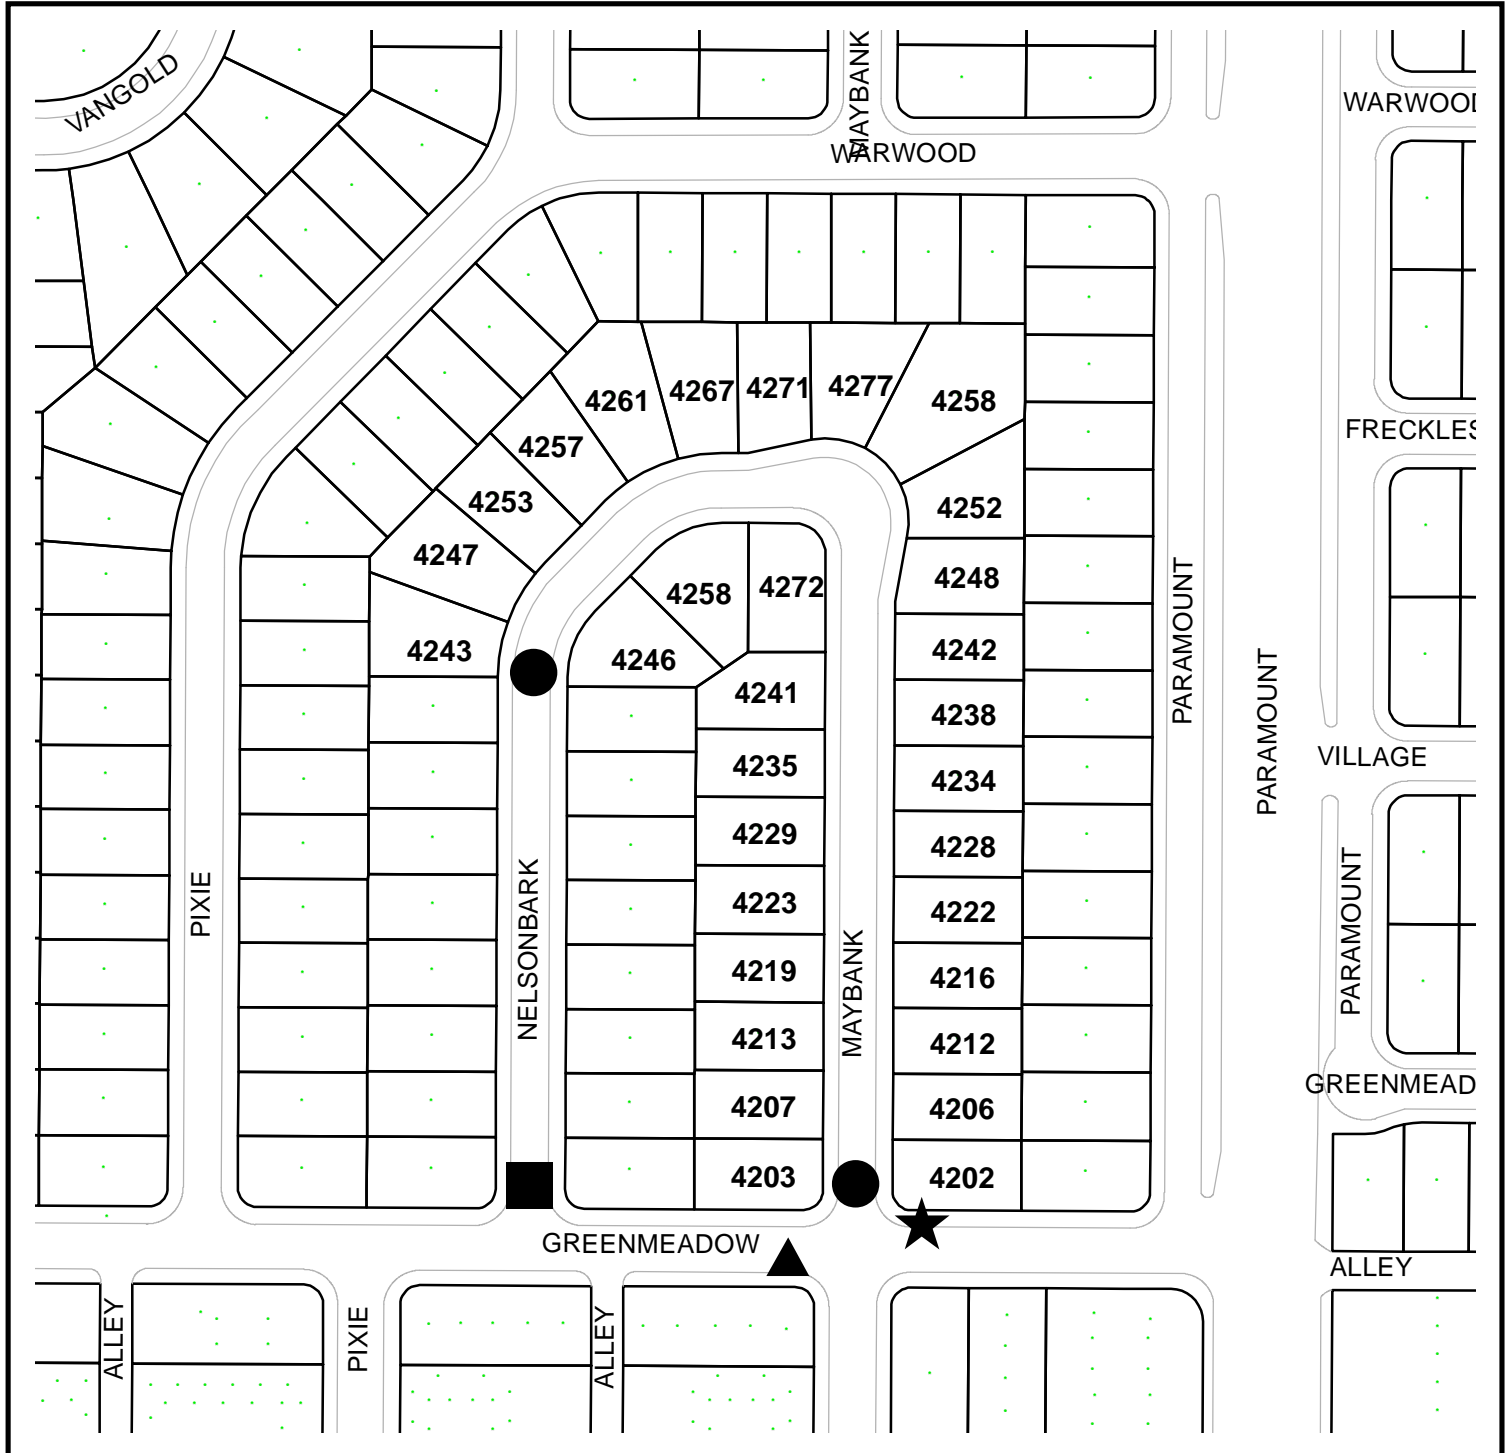 VANGOLD
MAYBANK
WARWOOD
WARWOOD
4261
4267
4271
4277
4258
4257
FRECKLES
4253
4252
4247
4248
4258
4272
4243
4246
4242
4241
4238
PARAMOUNT
PARAMOUNT
VILLAGE
4235
4234
4229
4228
PIXIE
4223
4222
NELSONBARK
MAYBANK
PARAMOUNT
4219
4216
4213
4212
4207
4206
GREENMEAD
4203
4202
GREENMEADOW
ALLEY
ALLEY
PIXIE
ALLEY